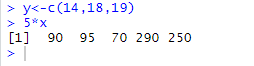 > y<-c(14,18,19)
> 5*x
[1]  90  95  70 290 250
>